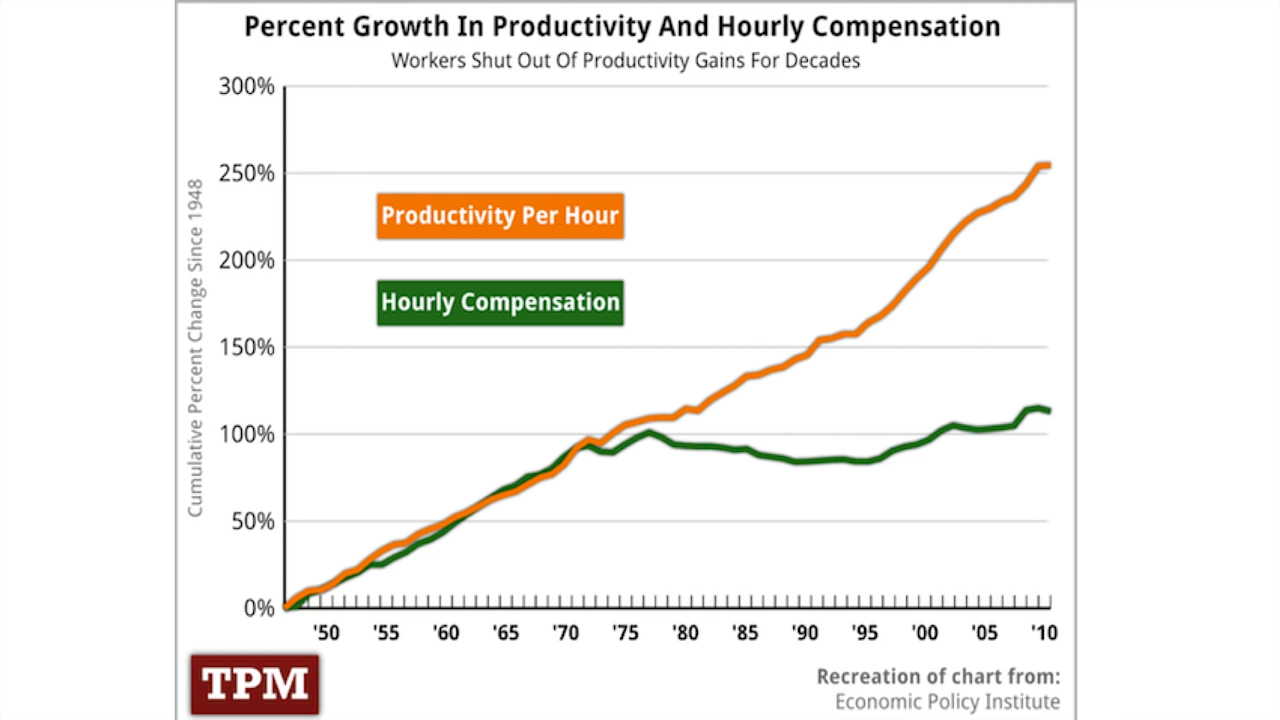 Percent Growth In Productivity And Hourly Compensation
Workers Shut Out Of Productivity Gains For Decades
300%
250%
200%
150%
100%
50%
0%
Cumulative Percent Change Since 1948
Productivity Per Hour
Hourly Compensation
'50 '55 '60 '65 '70 '75 '80 '85 '90 '95 '00 '05 '10
TPM
Recreation of chart from:
Economic Policy Institute